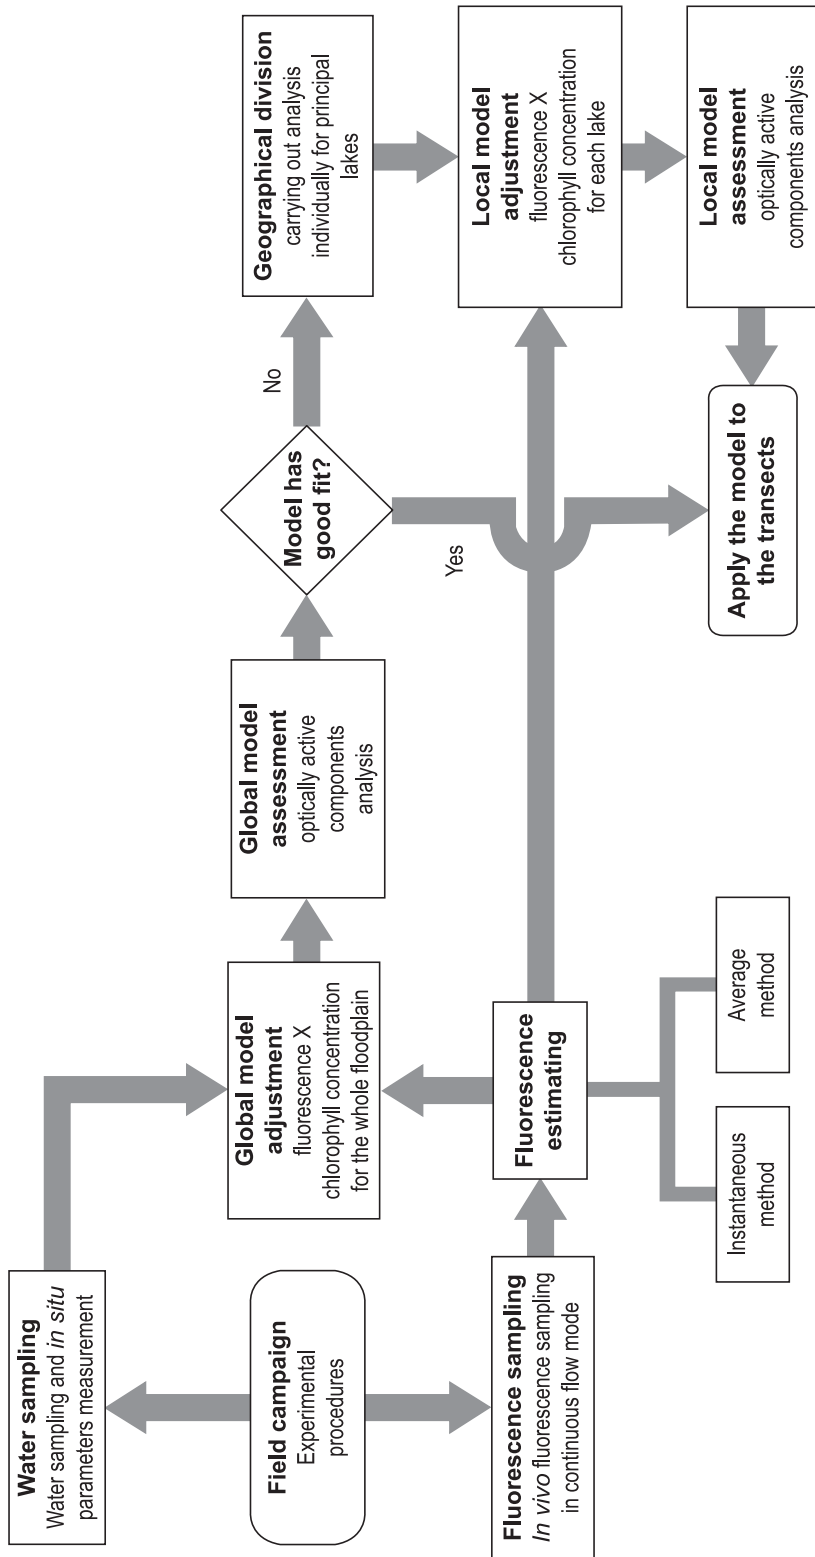 Water sampling
Water sampling and in situ
parameters measurement
Field campaign
Experimental
procedures
Fluorescence sampling
In vivo fluorescence sampling
in continuous flow mode
Global model
adjustment
fluorescence X
chlorophyll concentration
for the whole floodplain
Fluorescence
estimating
Instantaneous
method
Average
method
Global model
assessment
optically active
components
analysis
Model has
good fit?
No
Yes
Geographical division
carrying out analysis
individually for principal
lakes
Local model
adjustment
fluorescence X
chlorophyll concentration
for each lake
Local model
assessment
optically active
components analysis
Apply the model to
the transects